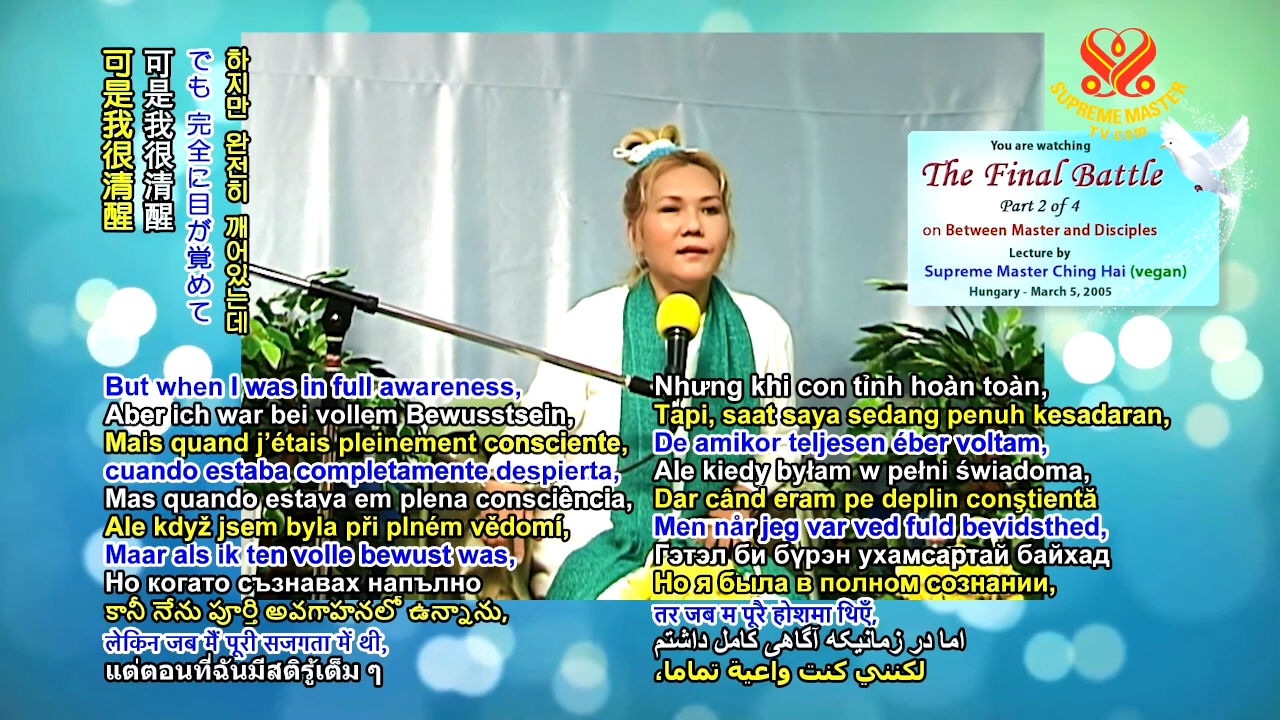 可是我很清醒
可是我很清醒
でも 完全に目が覚めて
하지만 완전히 깨어있는데
SUPREME MASTER
TV.com
You are watching
The Final Battle
Part 2 of 4
on Between Master and Disciples
Lecture by
Supreme Master Ching Hai (vegan)
Hungary - March 5, 2005
But when I was in full awareness,
Aber ich war bei vollem Bewusstsein,
Mais quand j’étais pleinement consciente,
cuando estaba completamente despierta,
Mas quando estava em plena consciência,
Ale když jsem byla při plném vědomí,
Maar als ik ten volle bewust was,
Но когато съзнавах напълно
కానీ నేను పూర్తి అవగాహనలో ఉన్నాను,
लेकिन जब मैं पूरी सजगता में थी,
แต่ตอนที่ฉันมีสติรู้เต็ม ๆ
Nhưng khi con tỉnh hoàn toàn,
Tapi, saat saya sedang penuh kesadaran,
De amikor teljesen éber voltam,
Ale kiedy byłam w pełni świadoma,
Dar când eram pe deplin conştientă
Men når jeg var ved fuld bevidsthed,
Гэтэл би бүрэн ухамсартай байхад
Но я была в полном сознании,
तर जब म पूरै होशमा थिएँ,
اما در زمانیکه آگاهی کامل داشتم
لكنني كنت واعية تماما،